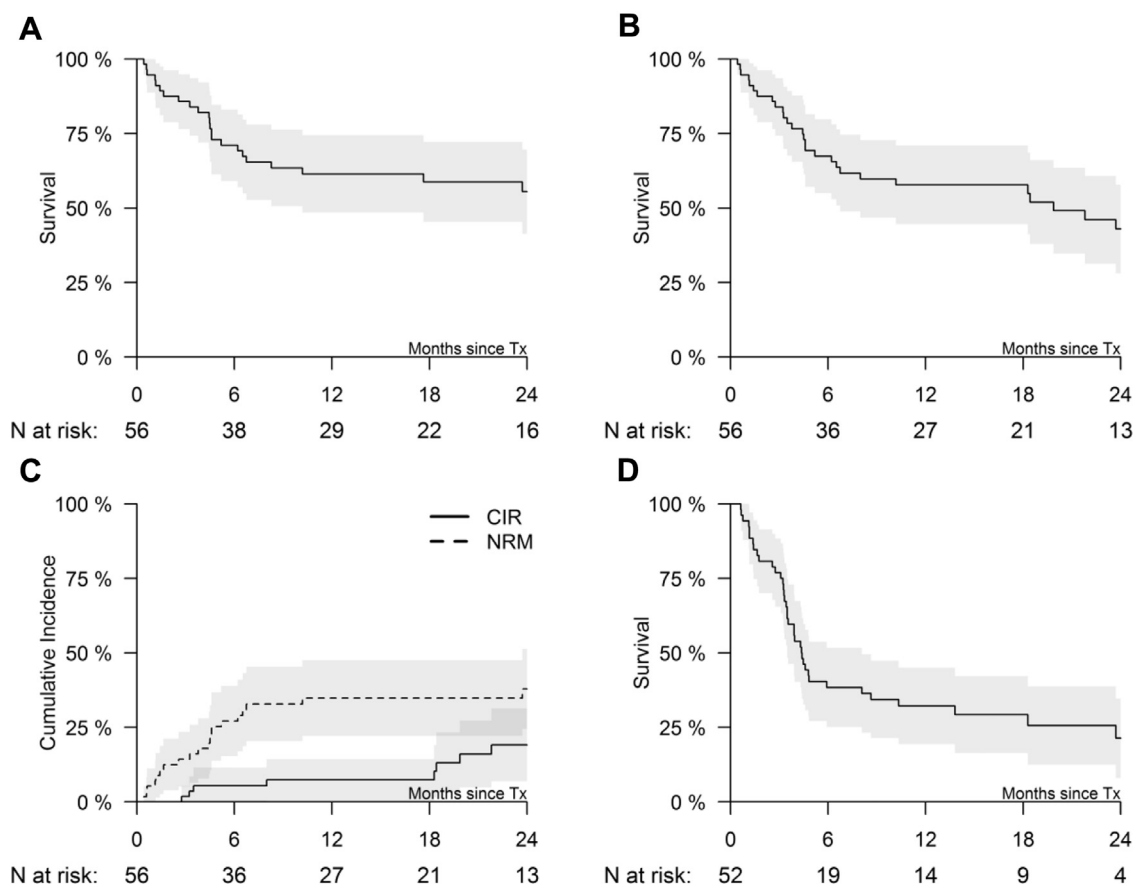 A
100 %
75 %
50 %
25 %
0 %
Survival
Months since Tx
0 6 12 18 24
N at risk: 56 38 29 22 16
B
100 %
75 %
50 %
25 %
0 %
Survival
Months since Tx
0 6 12 18 24
N at risk: 56 36 27 21 13
C
100 %
75 %
50 %
25 %
0 %
Cumulative Incidence
CIR
NRM
Months since Tx
0 6 12 18 24
N at risk: 56 36 27 21 13
D
100 %
75 %
50 %
25 %
0 %
Survival
Months since Tx
0 6 12 18 24
N at risk: 52 19 14 9 4